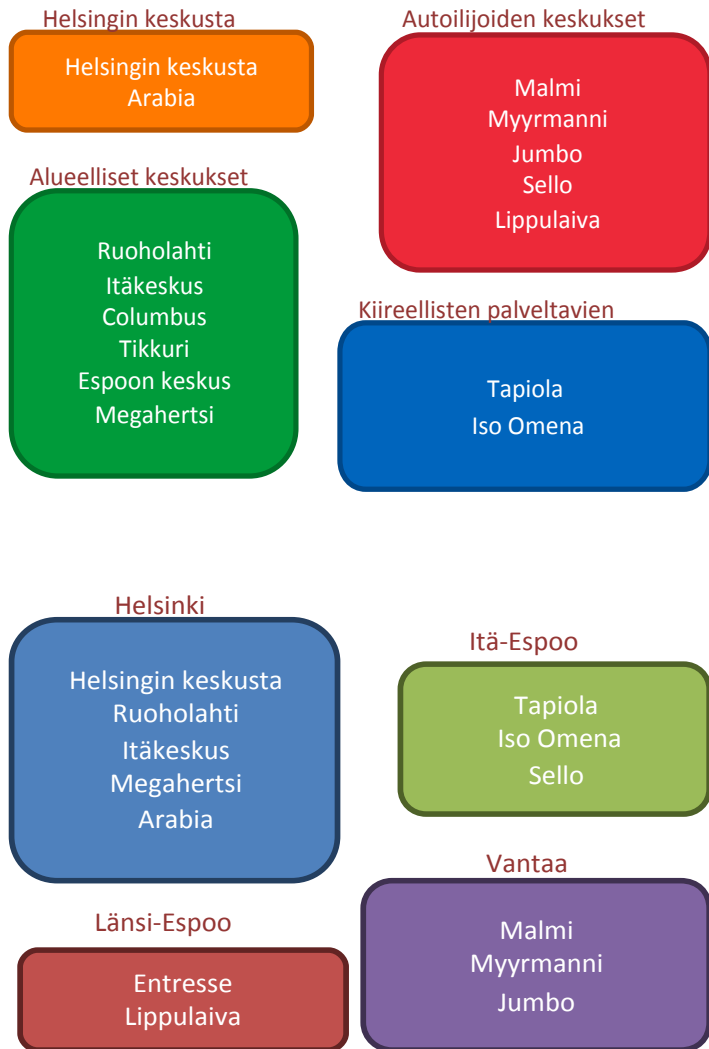 Helsingin keskusta
Helsingin keskusta
Arabia
Autoilijoiden keskukset
Malmi
Myyrmanni
Jumbo
Sello
Lippulaiva
Alueelliset keskukset
Ruoholahti
Itäkeskus
Columbus
Tikkuri
Espoon keskus
Megahertsi
Kiireellisten palveltavien
Tapiola
Iso Omena
Helsinki
Helsingin keskusta
Ruoholahti
Itäkeskus
Megahertsi
Arabia
Itä-Espoo
Tapiola
Iso Omena
Sello
Länsi-Espoo
Entresse
Lippulaiva
Vantaa
Malmi
Myyrmanni
Jumbo